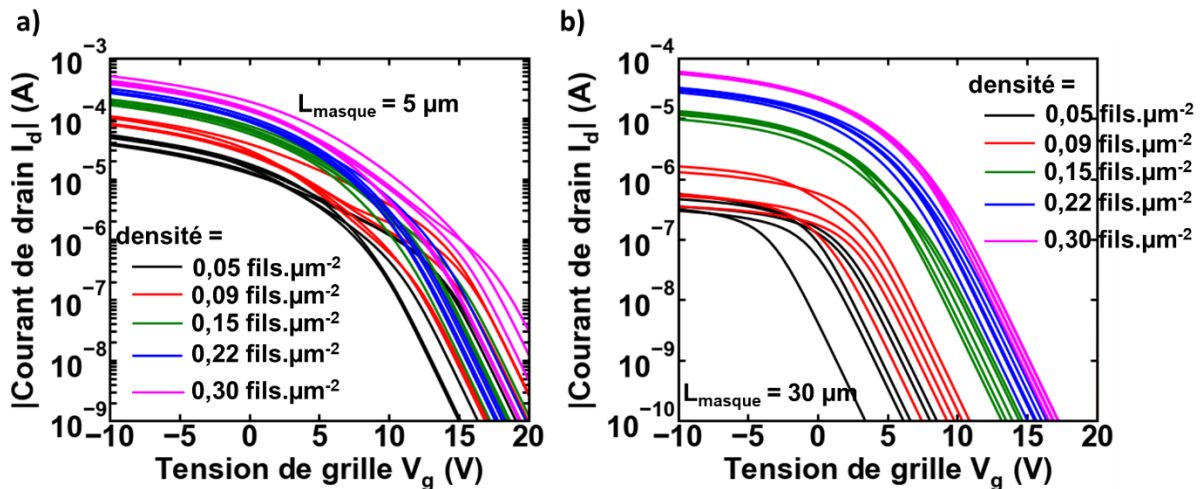 a)
|Courant de drain I_d| (A)
10⁻³
10⁻⁴
10⁻⁵
10⁻⁶
10⁻⁷
10⁻⁸
10⁻⁹
L_masque = 5 µm
densité =
0,05 fils.µm⁻²
0,09 fils.µm⁻²
0,15 fils.µm⁻²
0,22 fils.µm⁻²
0,30 fils.µm⁻²
−10 −5 0 5 10 15 20
Tension de grille V_g (V)
b)
|Courant de drain I_d| (A)
10⁻⁴
10⁻⁵
10⁻⁶
10⁻⁷
10⁻⁸
10⁻⁹
10⁻¹⁰
densité =
0,05 fils.µm⁻²
0,09 fils.µm⁻²
0,15 fils.µm⁻²
0,22 fils.µm⁻²
0,30 fils.µm⁻²
L_masque = 30 µm
−10 −5 0 5 10 15 20
Tension de grille V_g (V)